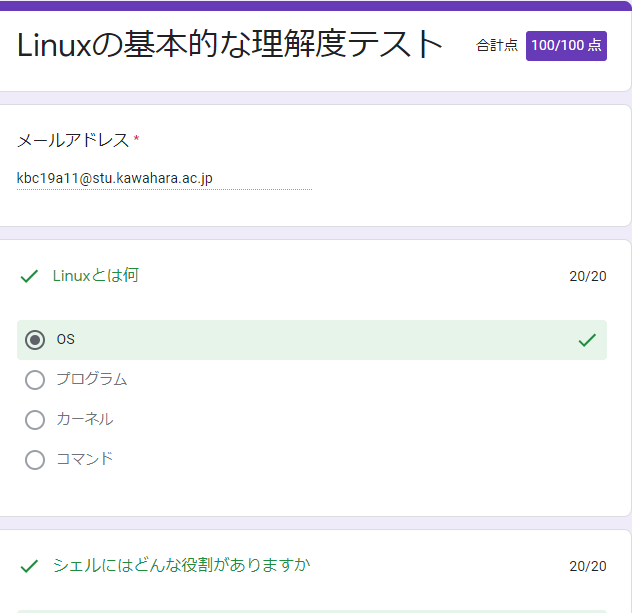 Linuxの基本的な理解度テスト 合計点 100/100 点
メールアドレス *
kbc19a11@stu.kawahara.ac.jp
Linuxとは何 20/20
OS
プログラム
カーネル
コマンド
シェルにはどんな役割がありますか 20/20